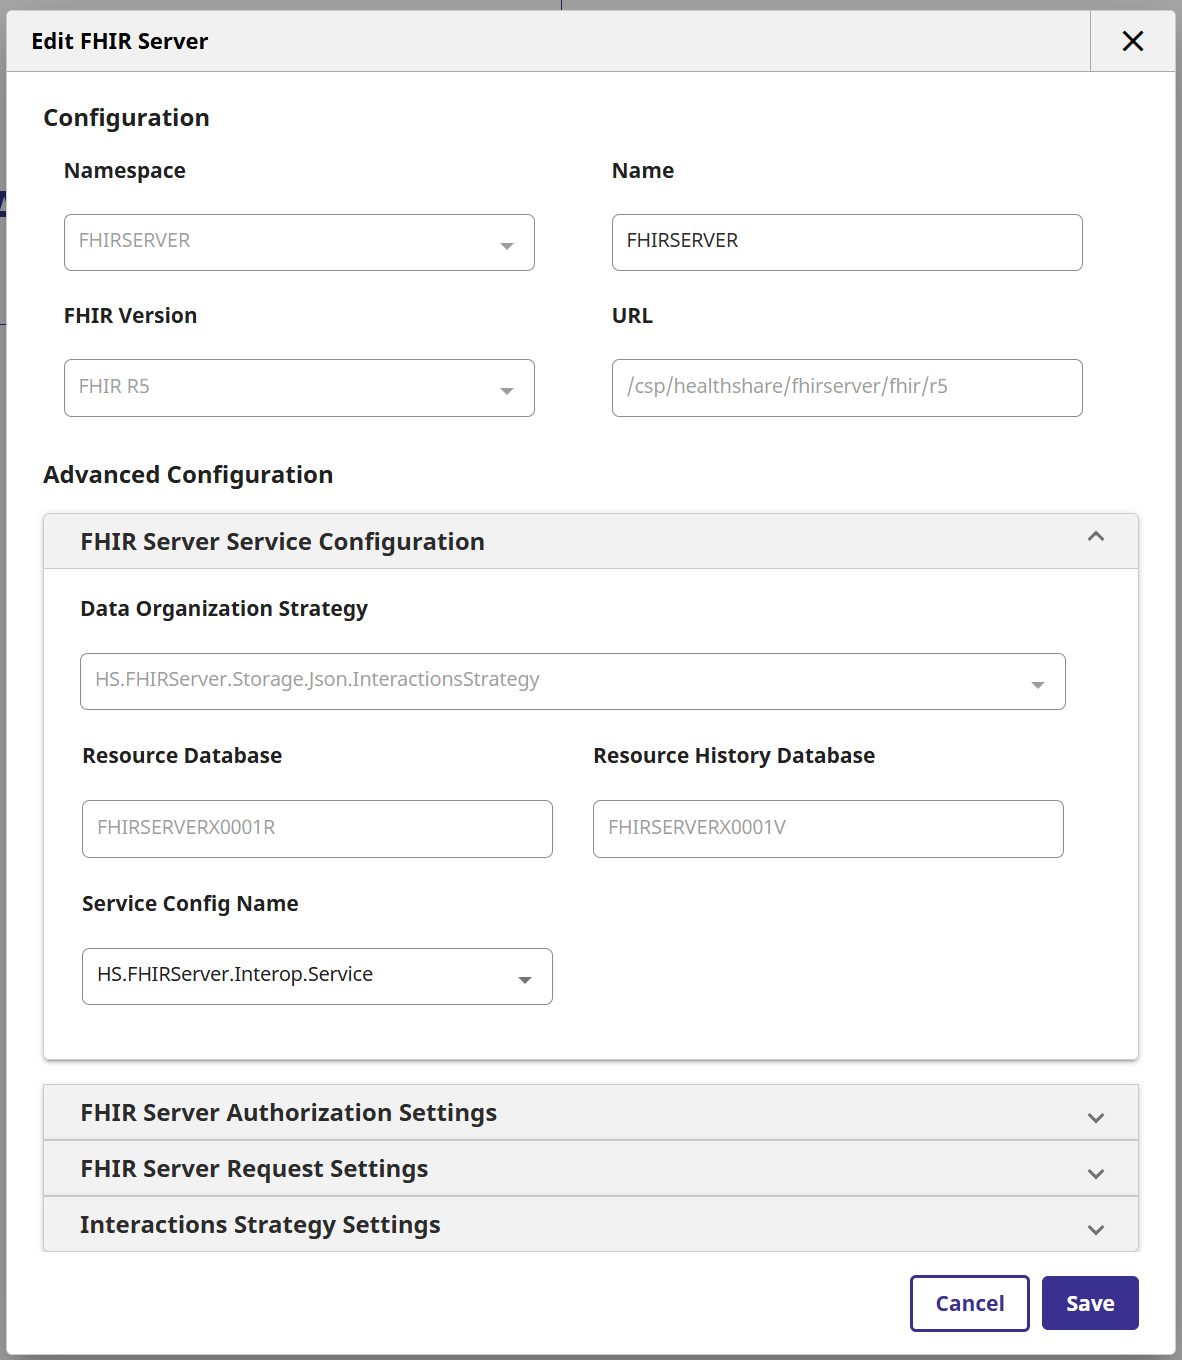 Edit FHIR Server
Configuration
Namespace
Name
FHIRSERVER
FHIRSERVER
FHIR Version
URL
FHIR R5
/csp/healthshare/fhirserver/fhir/r5
Advanced Configuration
FHIR Server Service Configuration
Data Organization Strategy
HS.FHIRServer.Storage.Json.InteractionsStrategy
Resource Database
Resource History Database
FHIRSERVERX0001R
FHIRSERVERX0001V
Service Config Name
HS.FHIRServer.Interop.Service
FHIR Server Authorization Settings
FHIR Server Request Settings
Interactions Strategy Settings
Cancel
Save